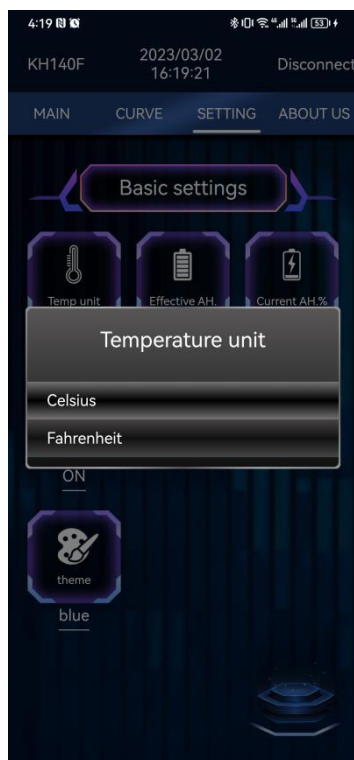 4:19
53
2023/03/02
KH140F
Disconnect
16:19:21
MAIN CURVE SETTING ABOUT US
Basic settings
Temp unit Effective AH. Current AH.%
Temperature unit
Celsius
Fahrenheit
ON
theme
blue